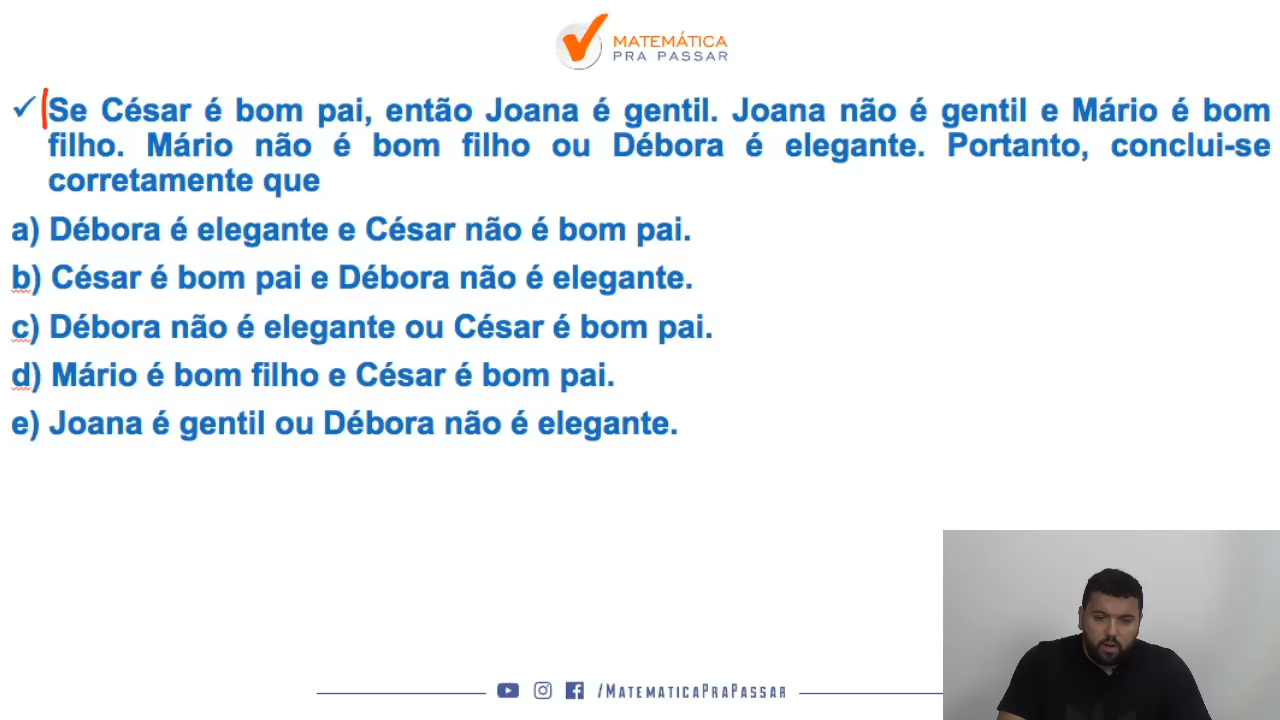 MATEMÁTICA
PRA PASSAR
✓ Se César é bom pai, então Joana é gentil. Joana não é gentil e Mário é bom
filho. Mário não é bom filho ou Débora é elegante. Portanto, conclui-se
corretamente que
a) Débora é elegante e César não é bom pai.
b) César é bom pai e Débora não é elegante.
c) Débora não é elegante ou César é bom pai.
d) Mário é bom filho e César é bom pai.
e) Joana é gentil ou Débora não é elegante.
/MATEMATICAPRAPASSAR